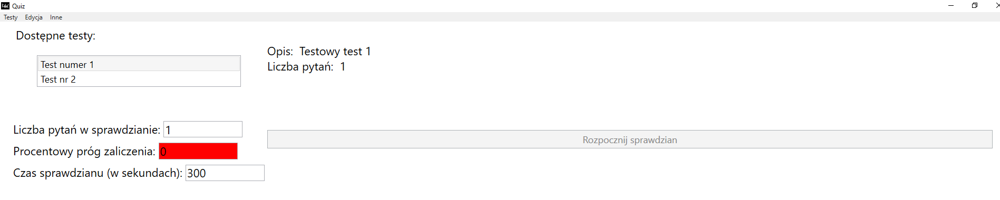 Quiz
Testy Edycja Inne
Dostępne testy:
Test numer 1
Test nr 2
Opis: Testowy test 1
Liczba pytań: 1
Liczba pytań w sprawdzianie: 1
Procentowy próg zaliczenia: 0
Czas sprawdzianu (w sekundach): 300
Rozpocznij sprawdzian